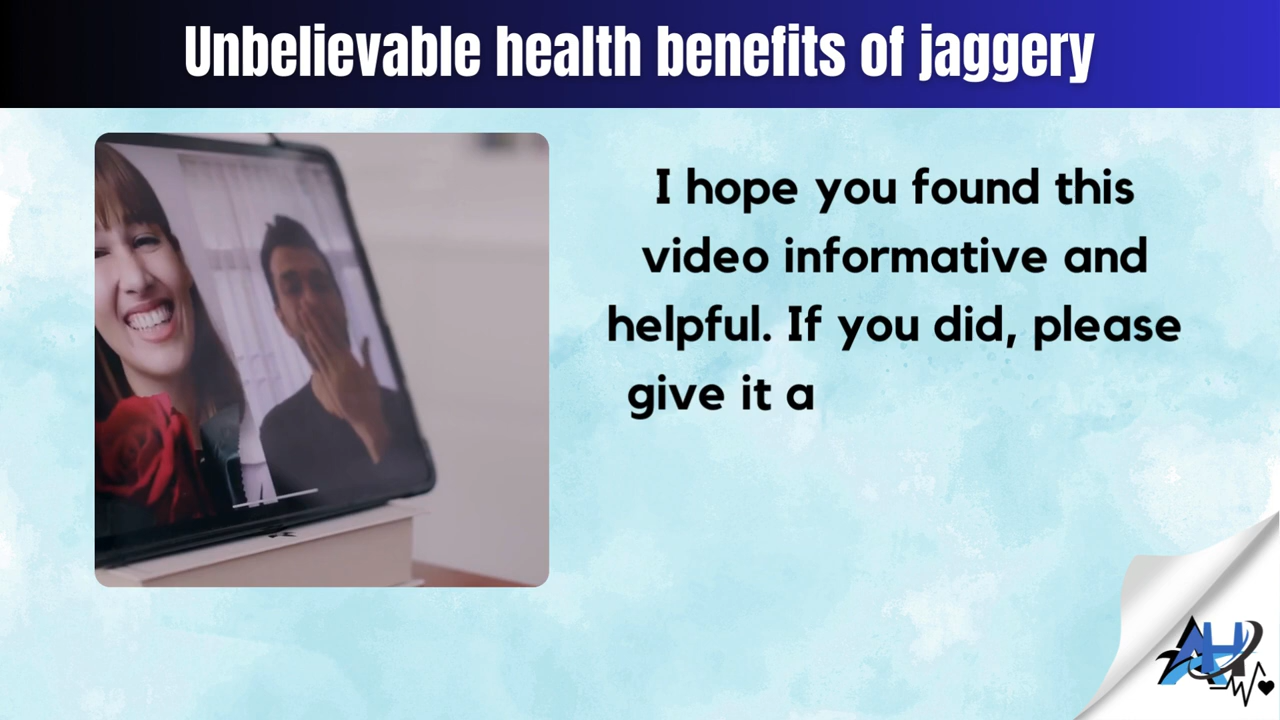 Unbelievable health benefits of jaggery
I hope you found this
video informative and
helpful. If you did, please
give it a
AH